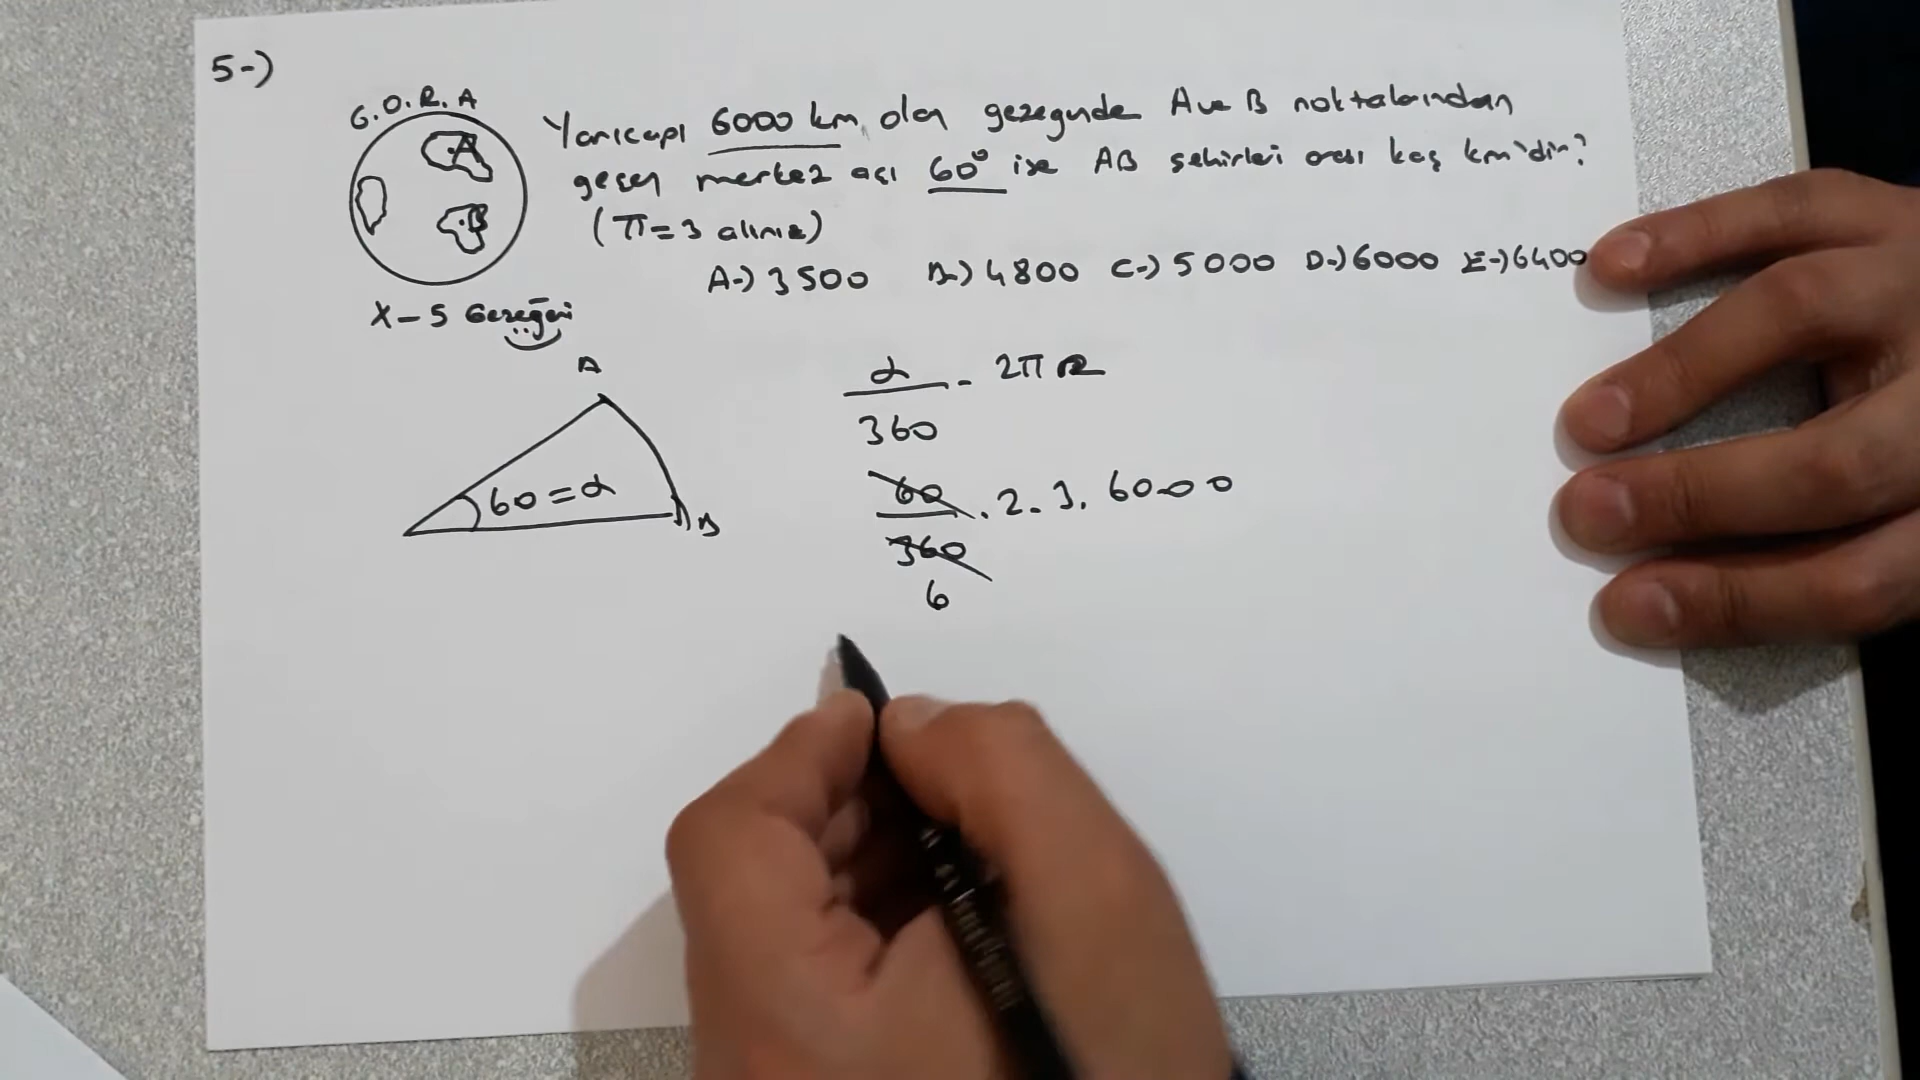 5-)
G.O.R.A
Yarıçapı 6000 km olan gezegende A ve B noktalarından
geçen merkez açı 60° ise AB şehirleri arası kaç km'dir?
(π=3 alınız)
A-) 3500 B-) 4800 C-) 5000 D-) 6000 E-) 6400
A
B
X-5 Gezegeni
A
60=α
B
α/360 . 2πR
60/360 . 2.3.6000
6